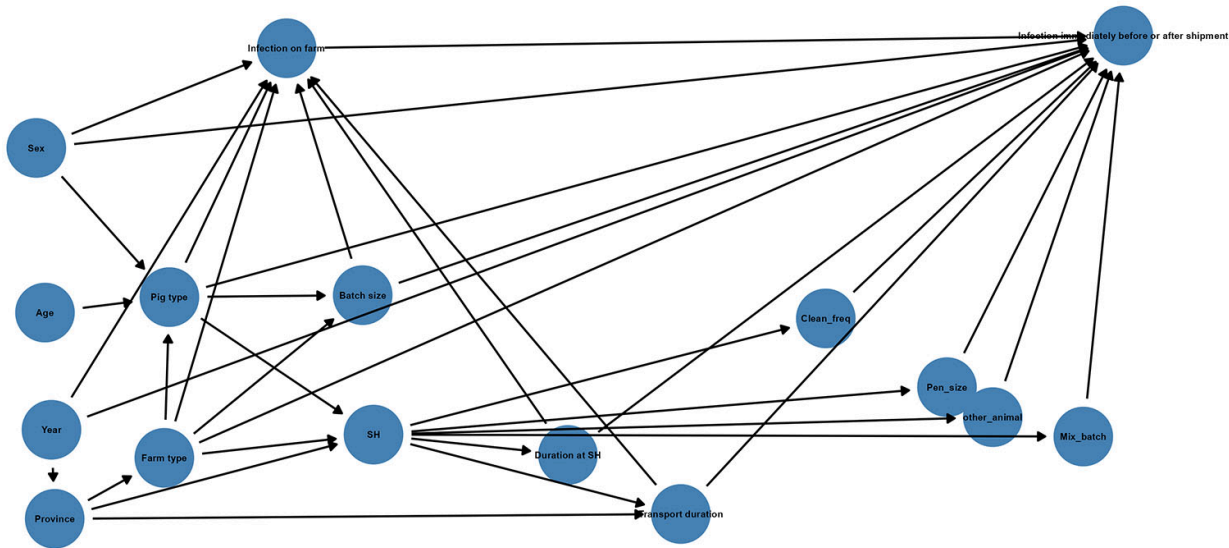 Infection immediately before or after shipment
Infection on farm
Sex
Pig type
Batch size
Age
Clean_freq
Pen_size
other_animal
Year
SH
Mix_batch
Farm type
Duration at SH
Province
Transport duration